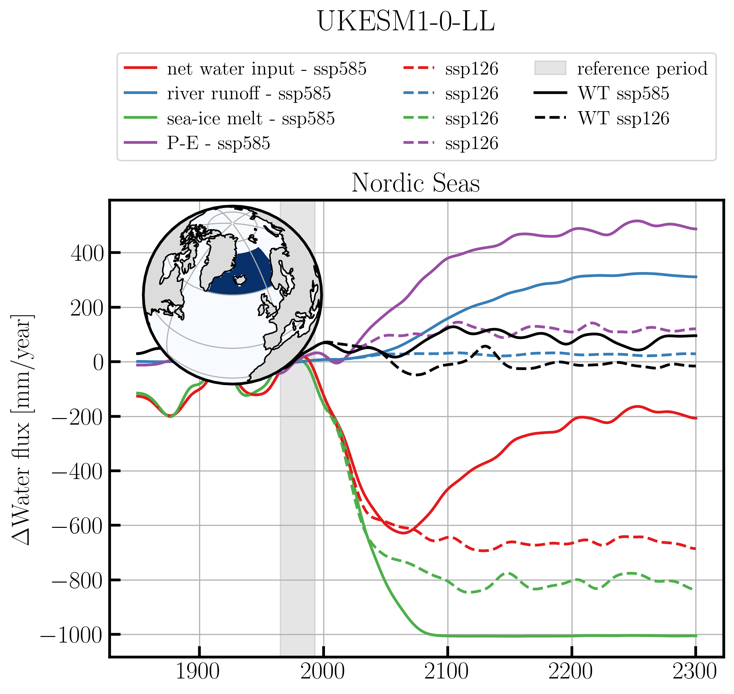 UKESM1-0-LL
net water input - ssp585
river runoff - ssp585
sea-ice melt - ssp585
P-E - ssp585
ssp126
ssp126
ssp126
ssp126
reference period
WT ssp585
WT ssp126
Nordic Seas
ΔWater flux [mm/year]
400
200
0
−200
−400
−600
−800
−1000
1900
2000
2100
2200
2300